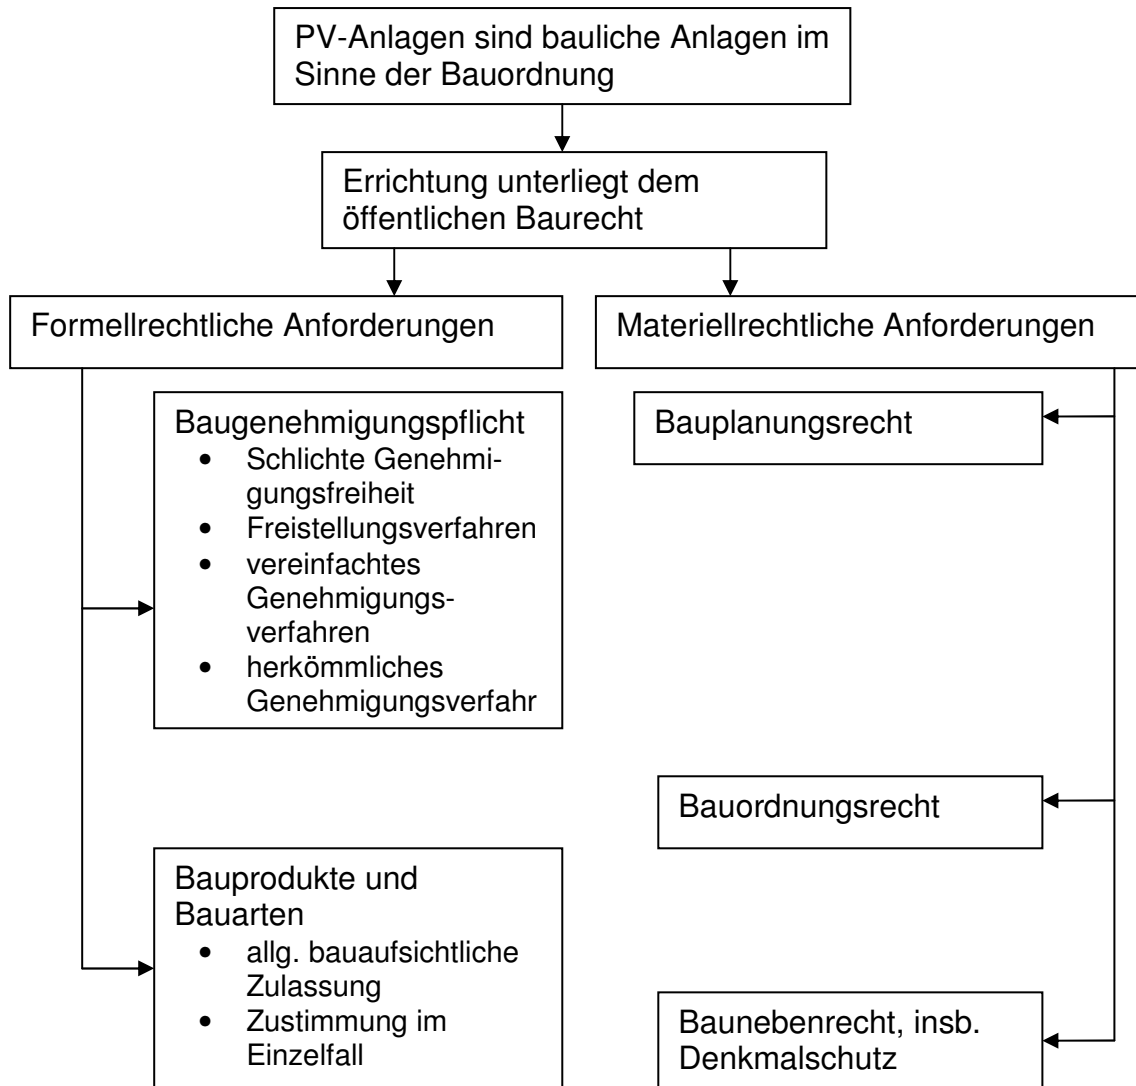 PV-Anlagen sind bauliche Anlagen im
Sinne der Bauordnung
Errichtung unterliegt dem
öffentlichen Baurecht
Formellrechtliche Anforderungen
Baugenehmigungspflicht
• Schlichte Genehmi-
gungsfreiheit
• Freistellungsverfahren
• vereinfachtes
Genehmigungs-
verfahren
• herkömmliches
Genehmigungsverfahr
Bauprodukte und
Bauarten
• allg. bauaufsichtliche
Zulassung
• Zustimmung im
Einzelfall
Materiellrechtliche Anforderungen
Bauplanungsrecht
Bauordnungsrecht
Baunebenrecht, insb.
Denkmalschutz